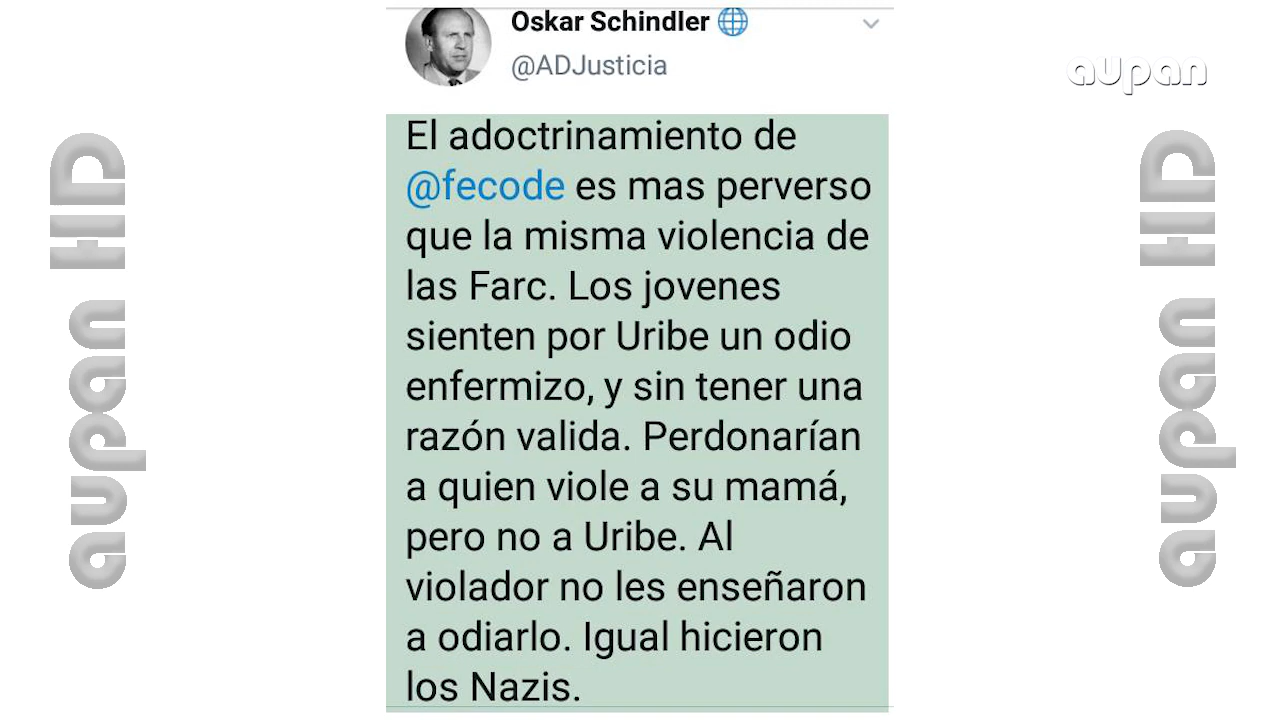 Oskar Schindler
@ADJusticia
aupan
El adoctrinamiento de
@fecode es mas perverso
que la misma violencia de
las Farc. Los jovenes
sienten por Uribe un odio
enfermizo, y sin tener una
razón valida. Perdonarían
a quien viole a su mamá,
pero no a Uribe. Al
violador no les enseñaron
a odiarlo. Igual hicieron
los Nazis.
aupan HD
aupan HD